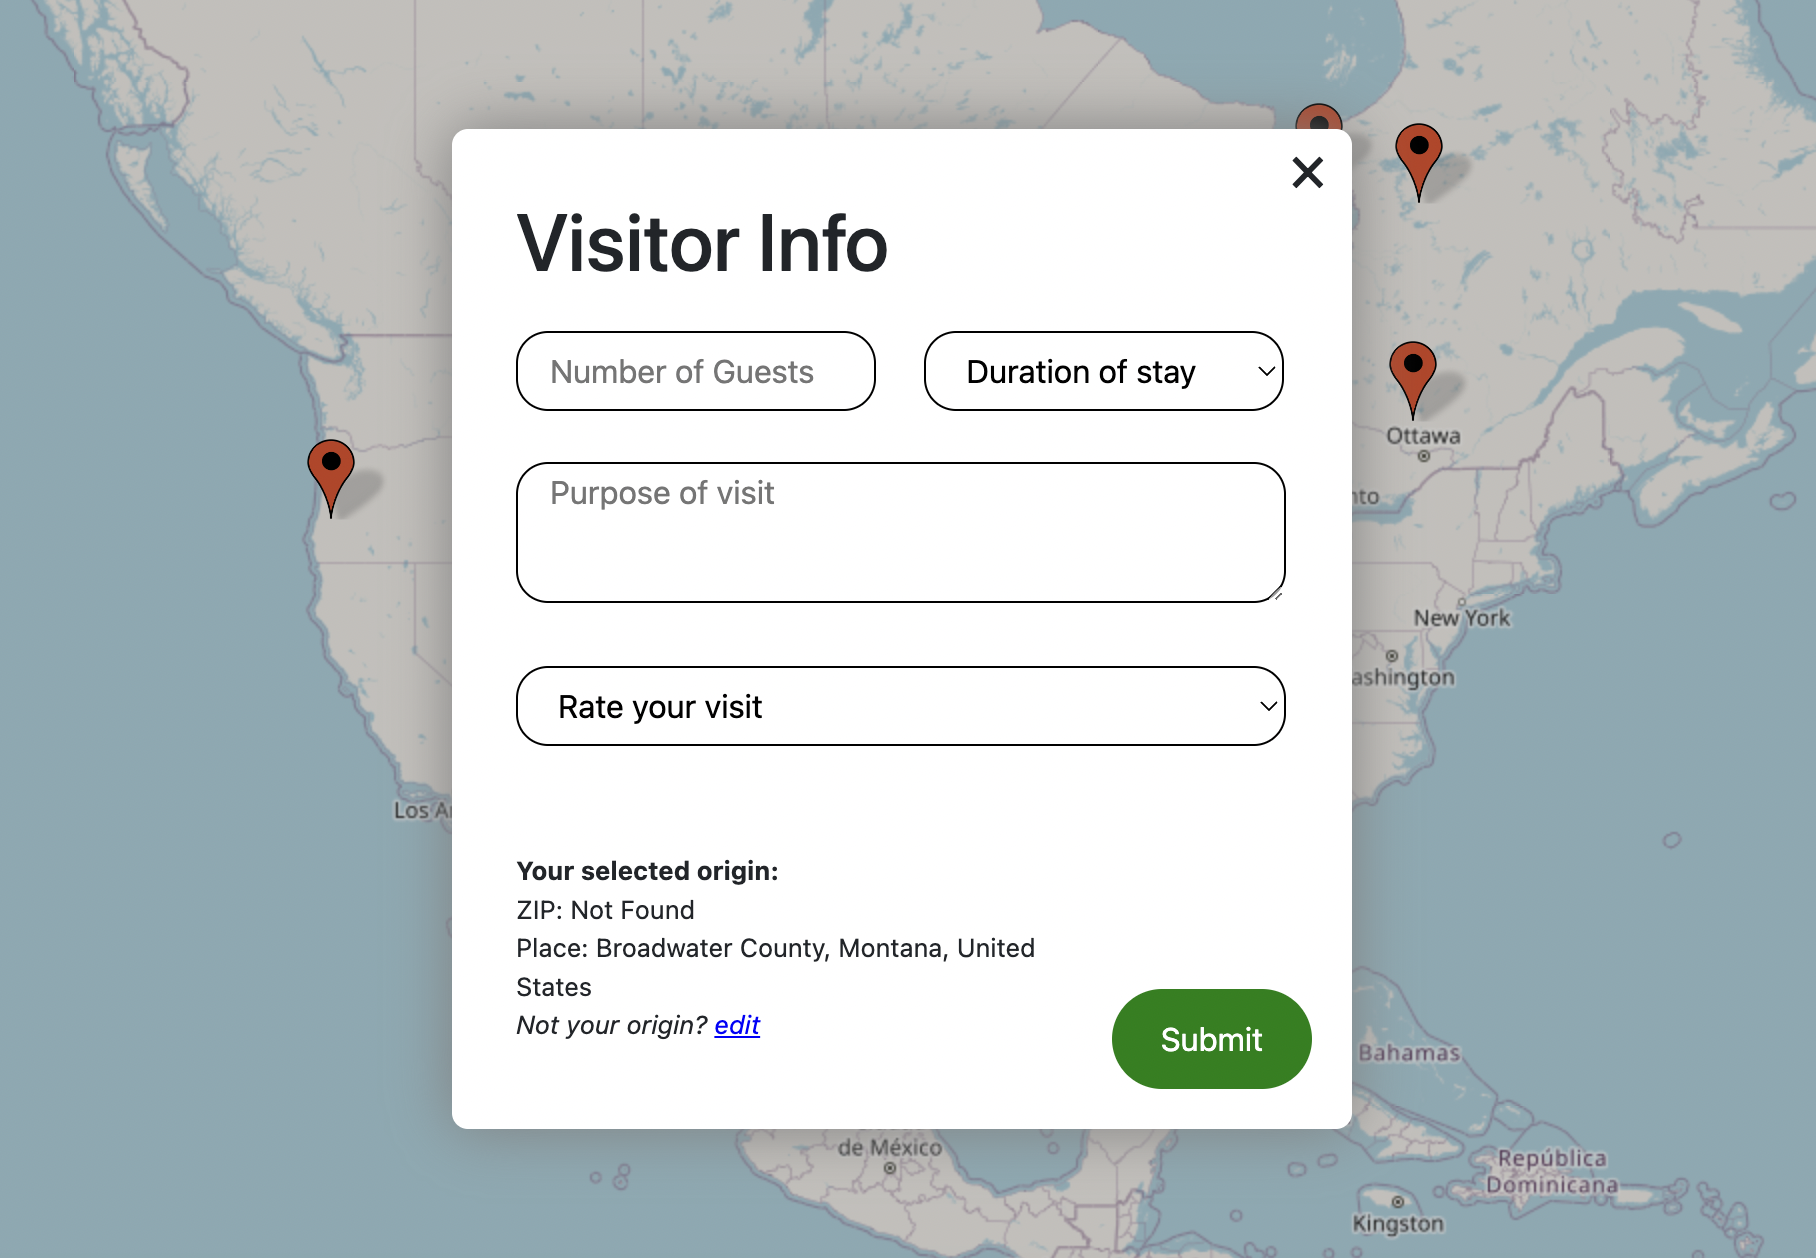 Visitor Info
Number of Guests
Duration of stay
Purpose of visit
Rate your visit
Your selected origin:
ZIP: Not Found
Place: Broadwater County, Montana, United
States
Not your origin? edit
Submit
Ottawa
nto
New York
ashington
Los A
Bahamas
de México
República
Dominicana
Kingston